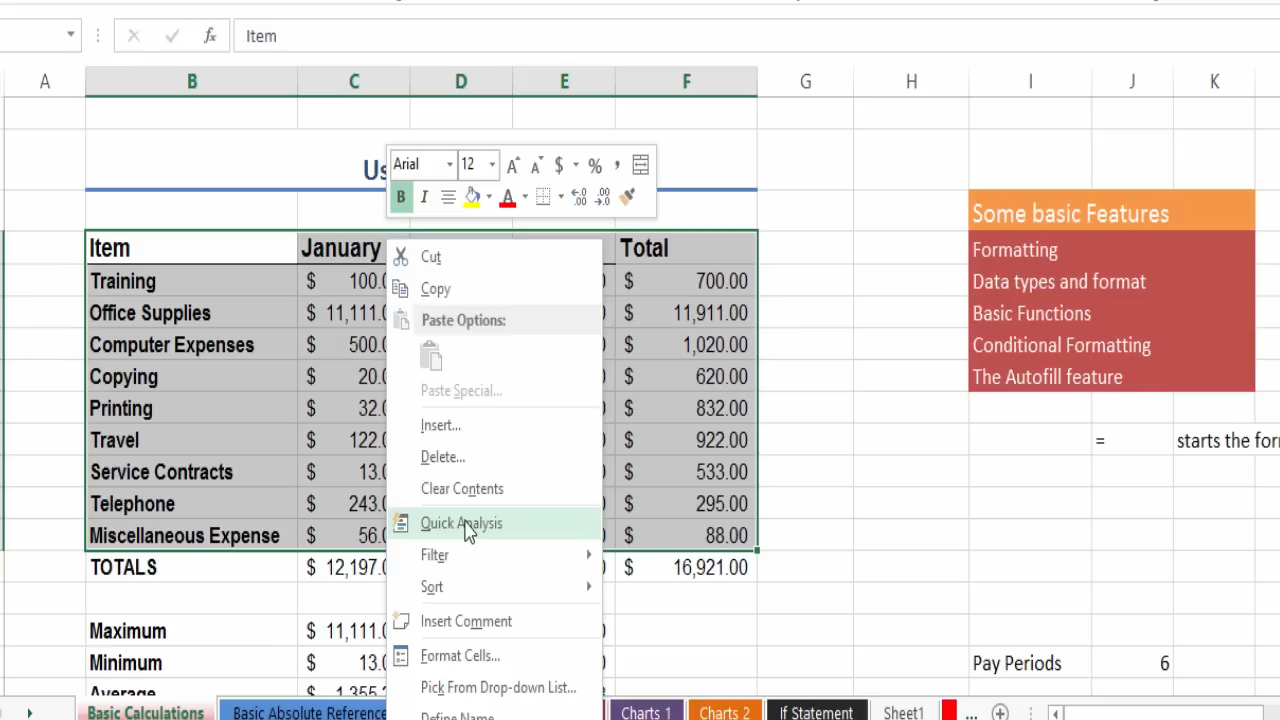 Item
A B C D E F G H I J K
Us
Arial 12 $ % ,
B I A
Some basic Features
Item January Total
Cut
Formatting
Training $ 100.0 $ 700.00
Copy
Data types and format
Office Supplies $ 11,111.0 $ 11,911.00
Paste Options:
Basic Functions
Computer Expenses $ 500.0 $ 1,020.00
Conditional Formatting
Copying $ 20.0 $ 620.00
Paste Special...
The Autofill feature
Printing $ 32.0 $ 832.00
Insert...
Travel $ 122.0 $ 922.00
= starts the for
Delete...
Service Contracts $ 13.0 $ 533.00
Clear Contents
Telephone $ 243.0 $ 295.00
Quick Analysis
Miscellaneous Expense $ 56.0 $ 88.00
Filter
TOTALS $ 12,197.0 $ 16,921.00
Sort
Insert Comment
Maximum $ 11,111.0
Format Cells...
Minimum $ 13.0
Pay Periods 6
Pick From Drop-down List...
Average
Define Name
Basic Calculations Basic Absolute Reference Charts 1 Charts 2 If Statement Sheet1 ...